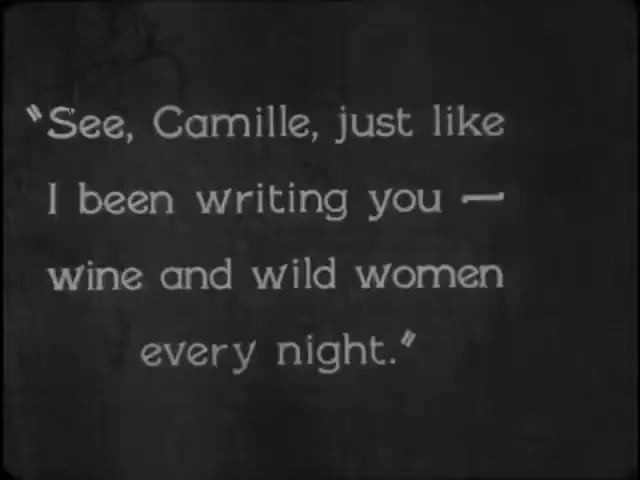 "See, Camille, just like
I been writing you —
wine and wild women
every night."